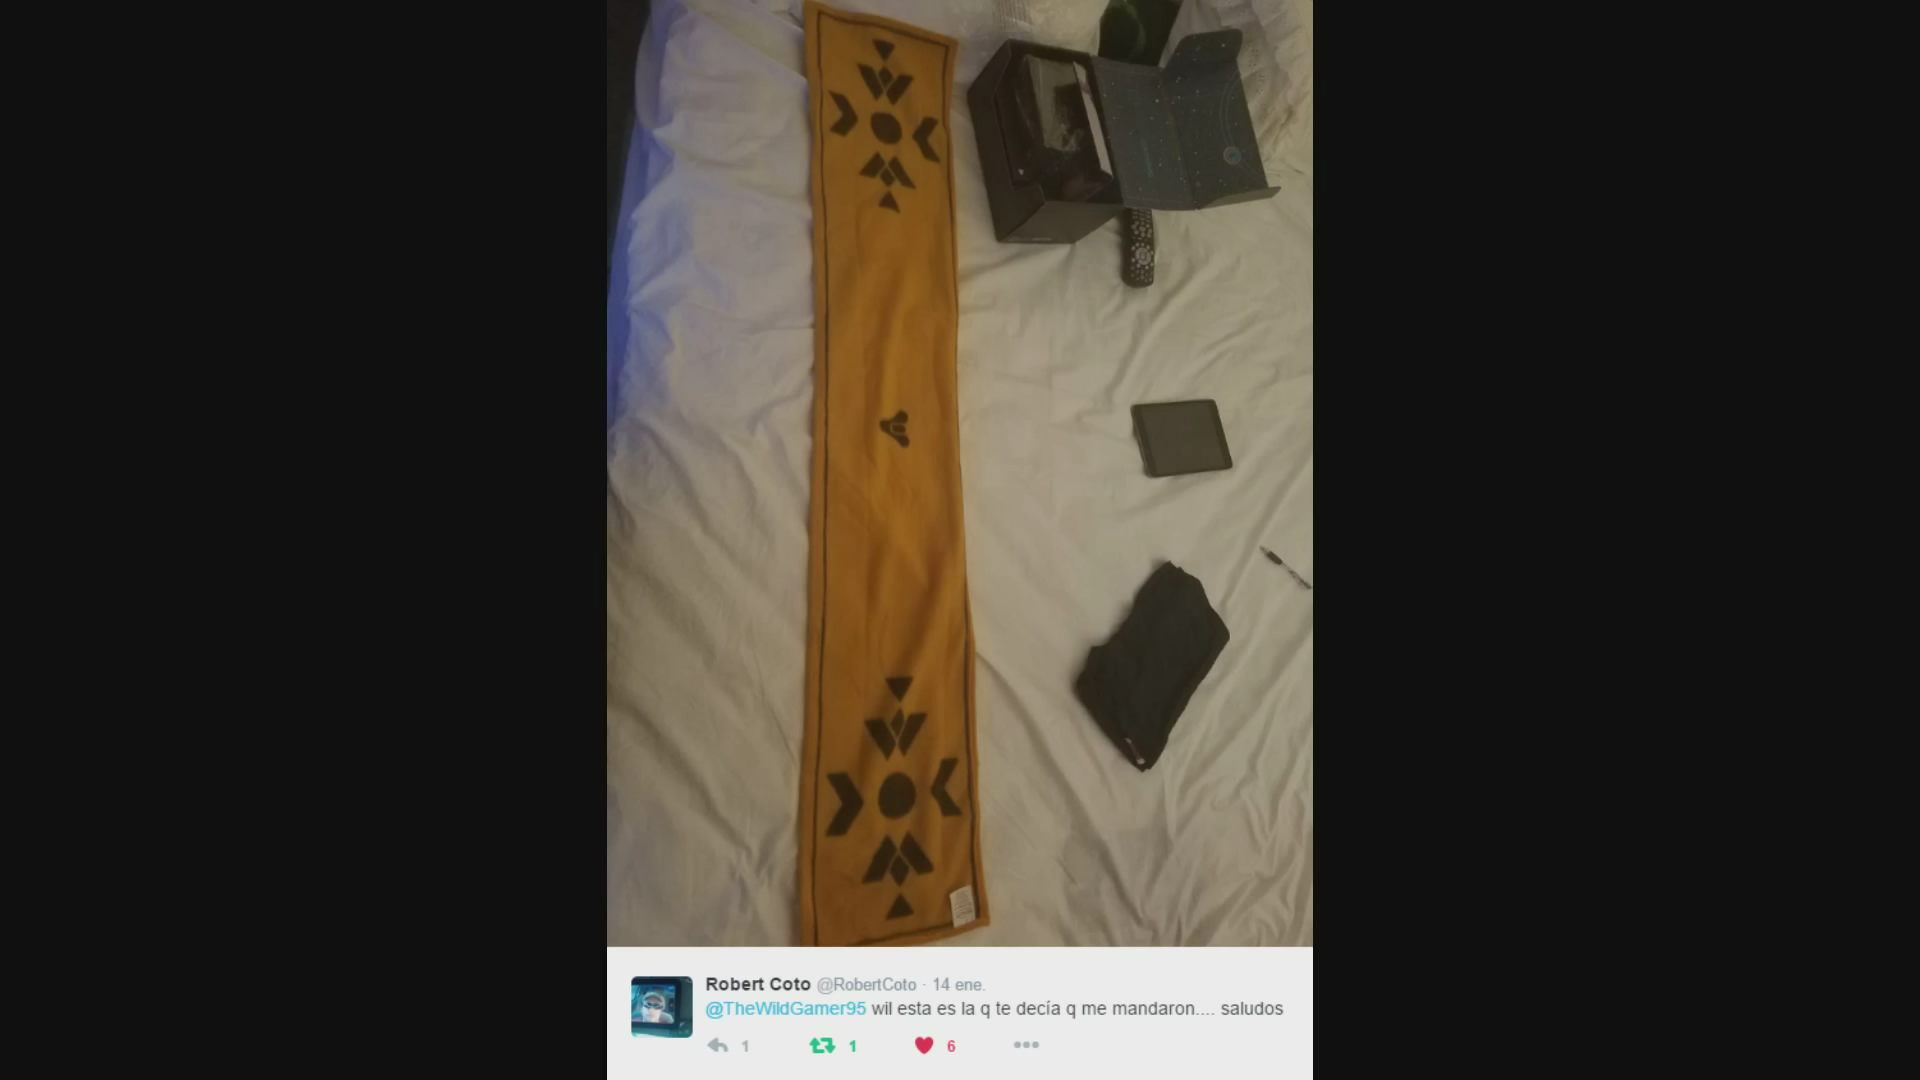 Robert Coto @RobertCoto · 14 ene.
@TheWildGamer95 wil esta es la q te decía q me mandaron.... saludos
1 1 6